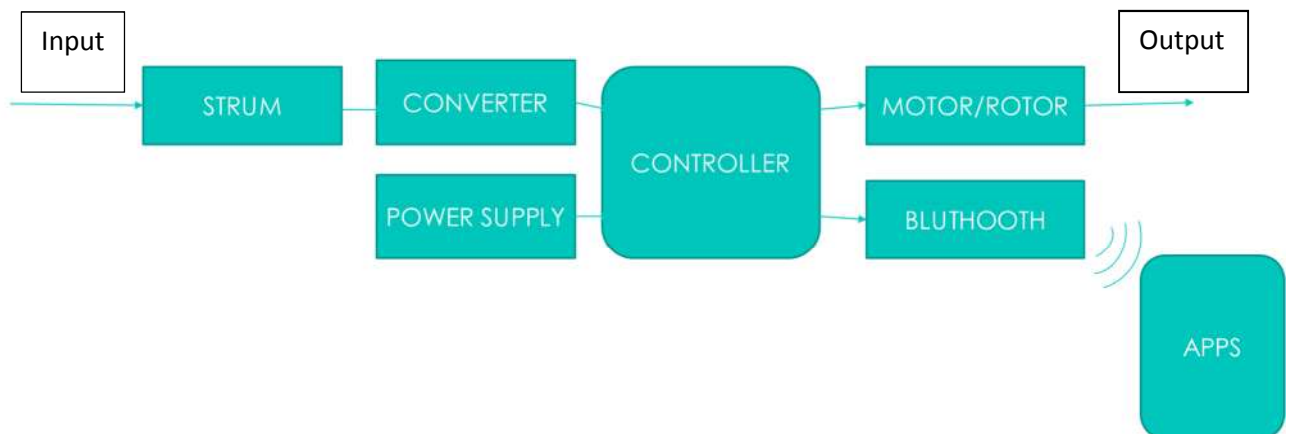 Input
Output
STRUM
CONVERTER
CONTROLLER
MOTOR/ROTOR
POWER SUPPLY
BLUTHOOTH
APPS